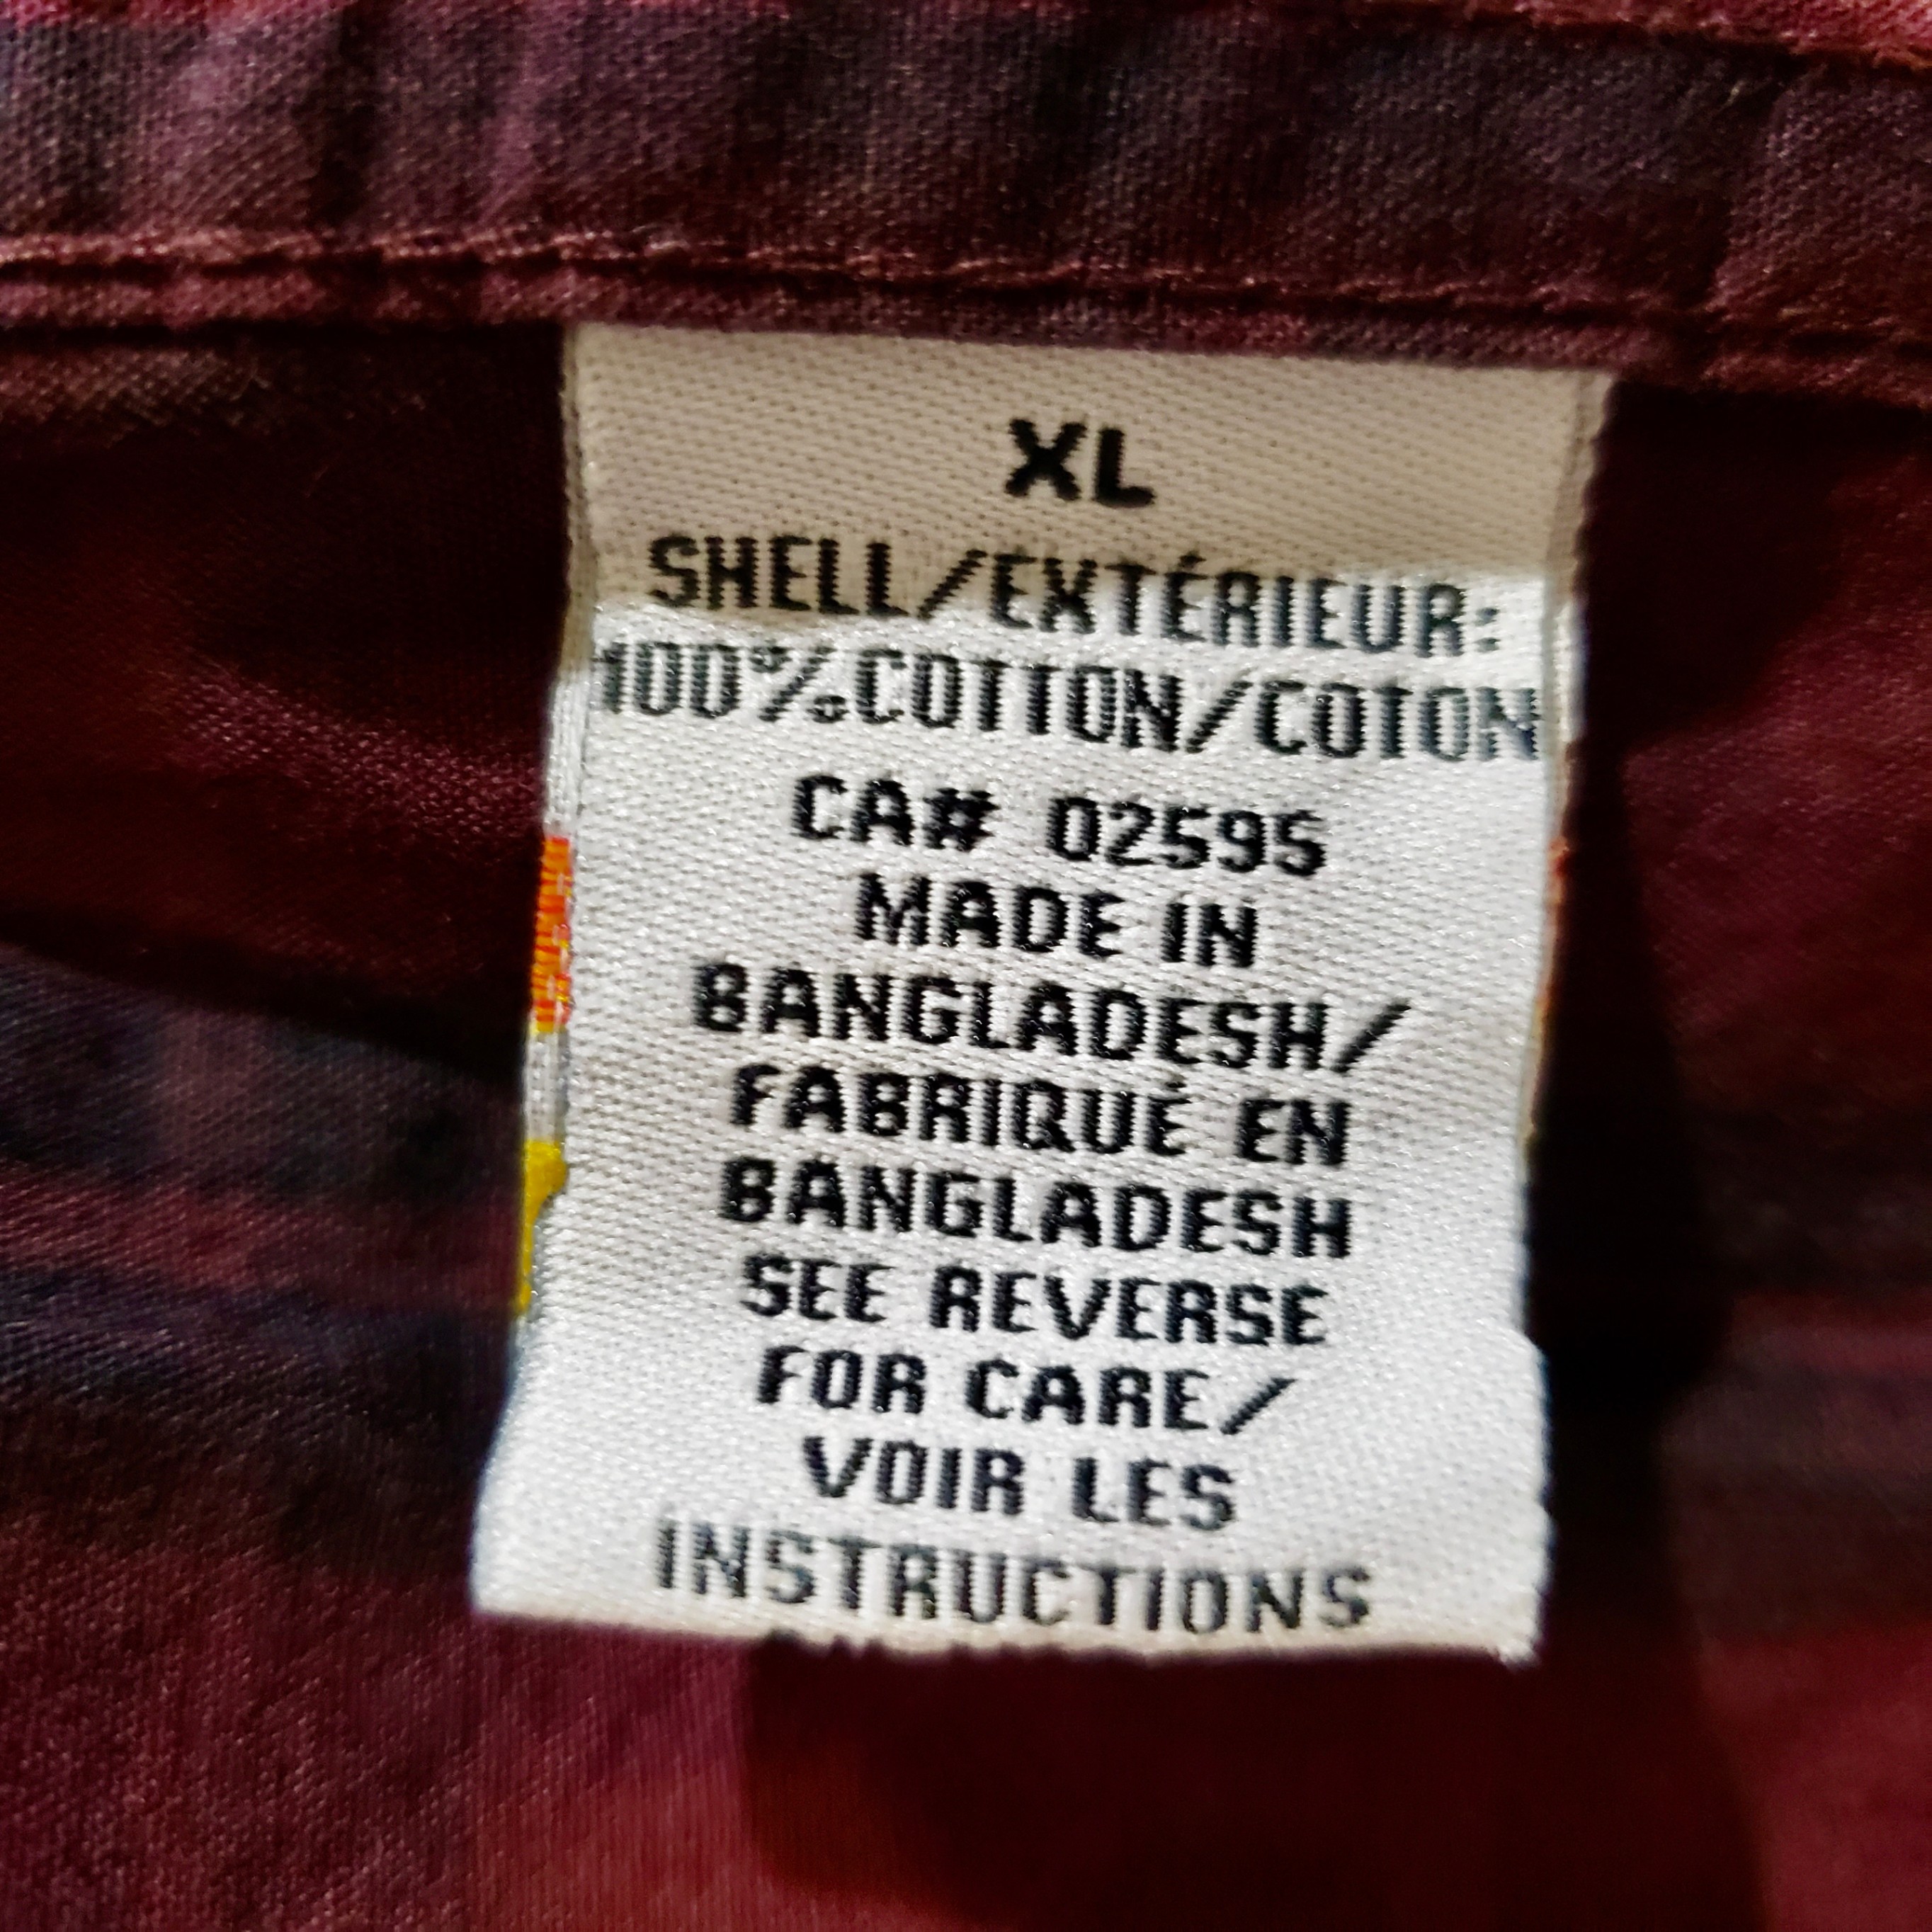 XL
SHELL/EXTÉRIEUR:
100%COTTON/COTON
CA# 02595
MADE IN
BANGLADESH/
FABRIQUÉ EN
BANGLADESH
SEE REVERSE
FOR CARE/
VOIR LES
INSTRUCTIONS